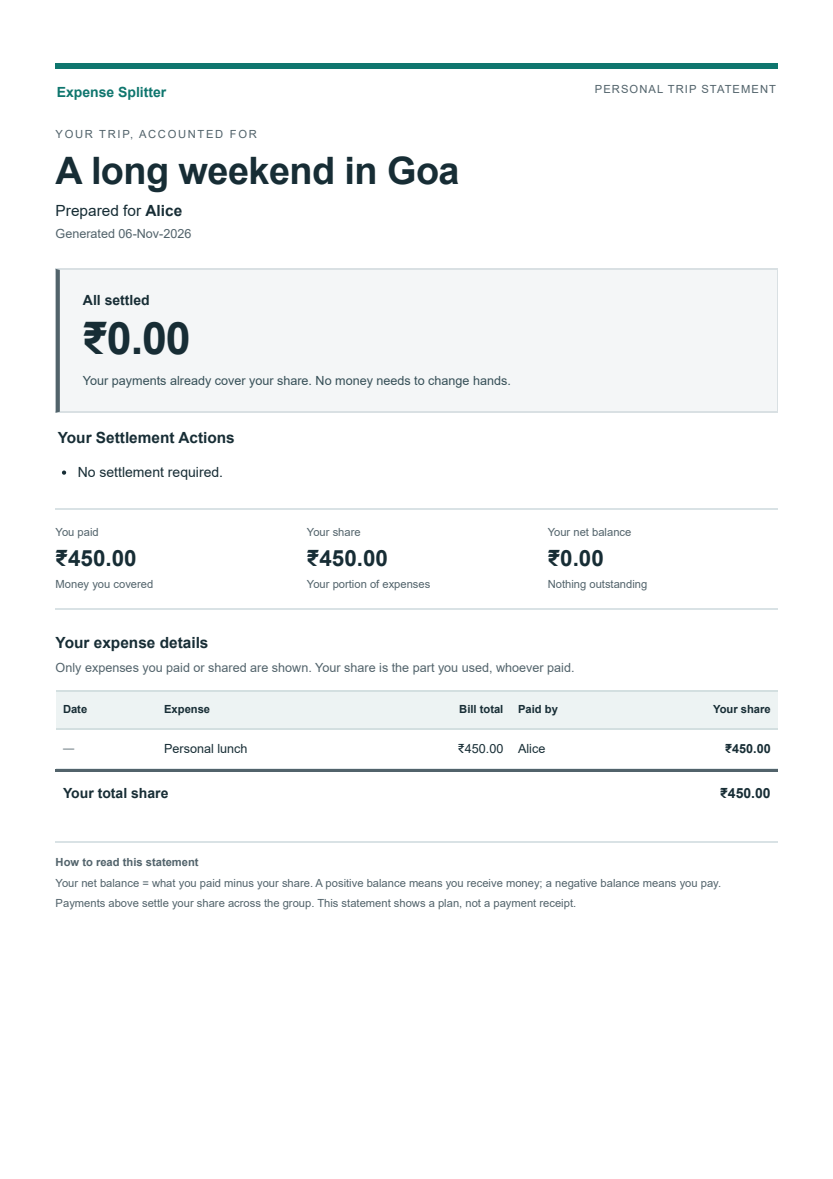 Expense Splitter
PERSONAL TRIP STATEMENT
YOUR TRIP, ACCOUNTED FOR
A long weekend in Goa
Prepared for Alice
Generated 06-Nov-2026
All settled
₹0.00
Your payments already cover your share. No money needs to change hands.
Your Settlement Actions
• No settlement required.
You paid Your share Your net balance
₹450.00 ₹450.00 ₹0.00
Money you covered Your portion of expenses Nothing outstanding
Your expense details
Only expenses you paid or shared are shown. Your share is the part you used, whoever paid.
Date Expense Bill total Paid by Your share
— Personal lunch ₹450.00 Alice ₹450.00
Your total share ₹450.00
How to read this statement
Your net balance = what you paid minus your share. A positive balance means you receive money; a negative balance means you pay.
Payments above settle your share across the group. This statement shows a plan, not a payment receipt.